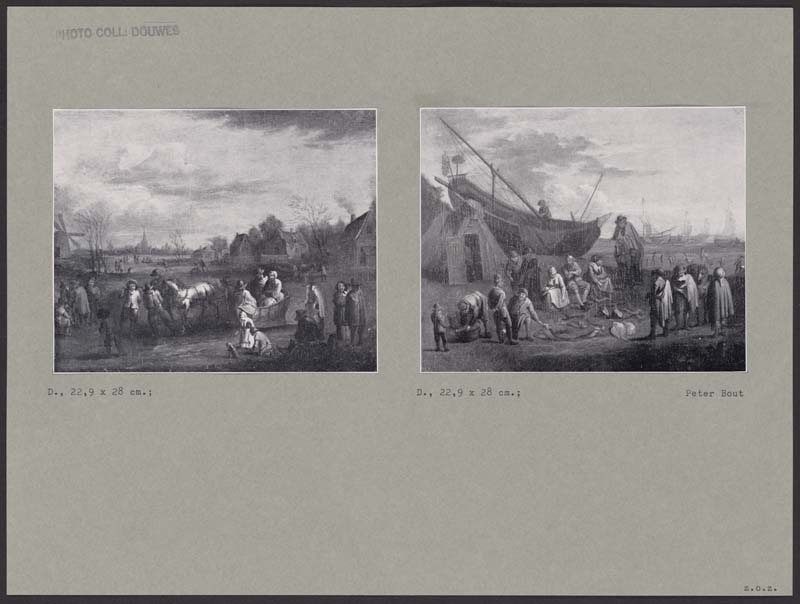 PHOTO COLL: DOUWES
D., 22,9 x 28 cm.;
D., 22,9 x 28 cm.;
Peter Bout
z.o.z.